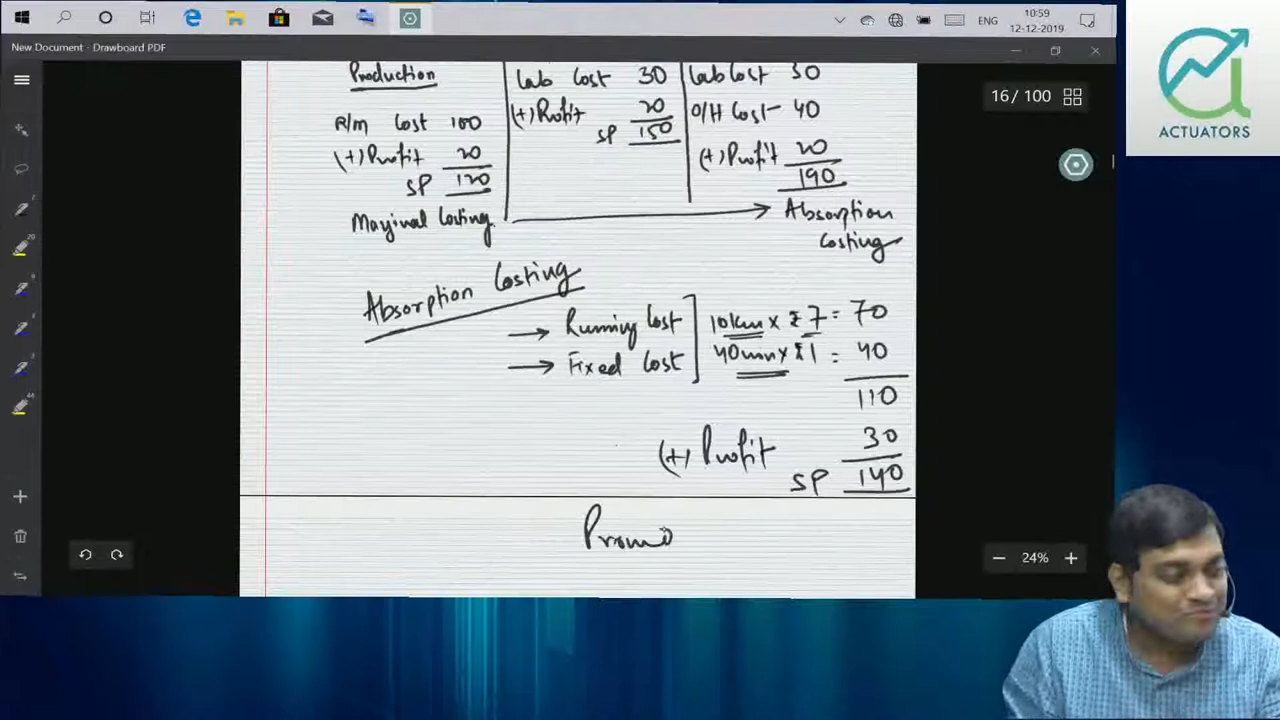 10:59
ENG
12-12-2019
New Document - Drawboard PDF
16 / 100
ACTUATORS
Production
R/m Cost 100
(+) Profit 20
SP 120
Marginal Costing
Lab Cost 30
(+) Profit 20
SP 150
Lab Cost 30
O/H Cost - 40
(+) Profit 20
190
Absorption
Costing
Absorption Costing
→ Running Cost
→ Fixed Cost
10km x ₹ 7 = 70
40mn x ₹1 = 40
110
(+) Profit 30
SP 140
24%